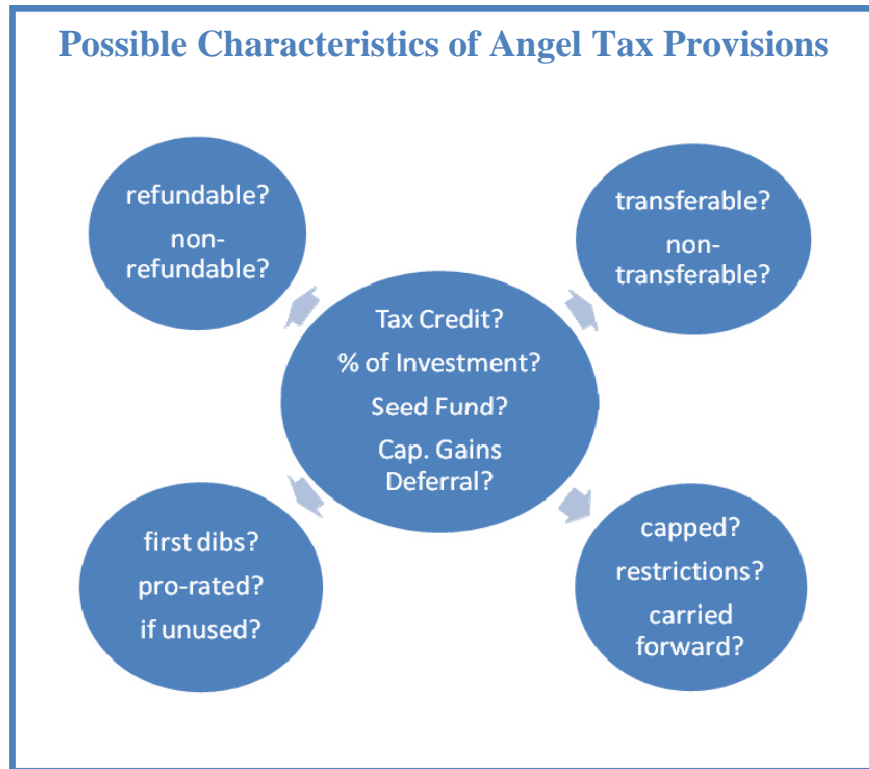 Possible Characteristics of Angel Tax Provisions
refundable?
non-
refundable?
transferable?
non-
transferable?
Tax Credit?
% of Investment?
Seed Fund?
Cap. Gains
Deferral?
first dibs?
pro-rated?
if unused?
capped?
restrictions?
carried
forward?